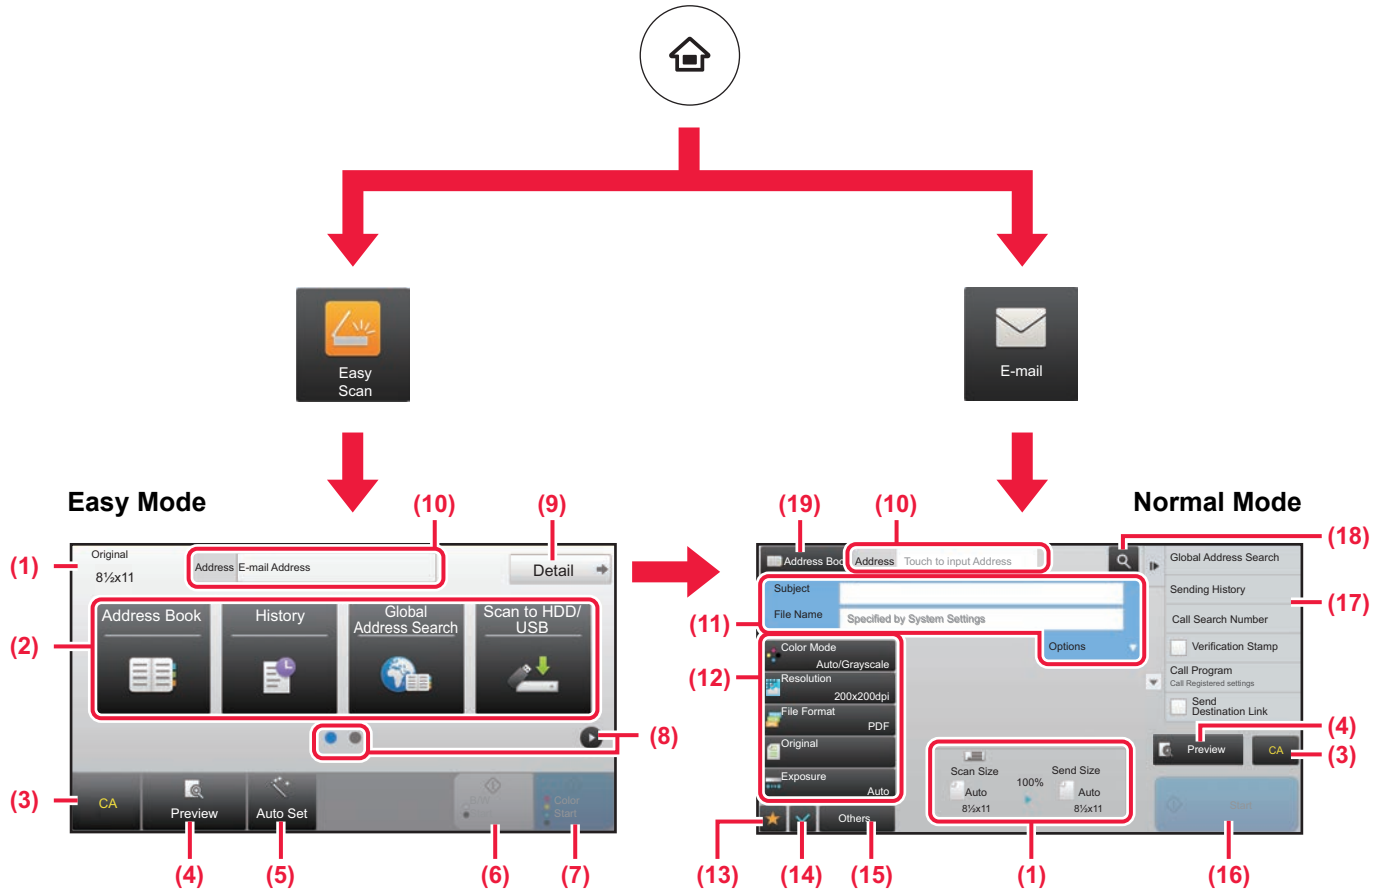 Easy
Scan
E-mail
Easy Mode
(10)
(9)
(19)
(10)
Normal Mode
(18)
(1)
Original
8½x11
Address
E-mail Address
Detail
Address Book
Address
Touch to input Address
Global Address Search
(2)
Address Book
History
Global
Address Search
Scan to HDD/
USB
(11)
Subject
File Name
Specified by System Settings
Options
Sending History
(17)
Call Search Number
Verification Stamp
(12)
Color Mode
Auto/Grayscale
Resolution
200x200dpi
File Format
PDF
Original
Exposure
Auto
Call Program
Call Registered settings
Send
Destination Link
(8)
(4)
Preview
CA
(3)
Scan Size
Auto
8½x11
100%
Send Size
Auto
8½x11
(3)
CA
Preview
Auto Set
Color
Start
Others
Start
(4)
(5)
(6)
(7)
(13)
(14)
(15)
(1)
(16)